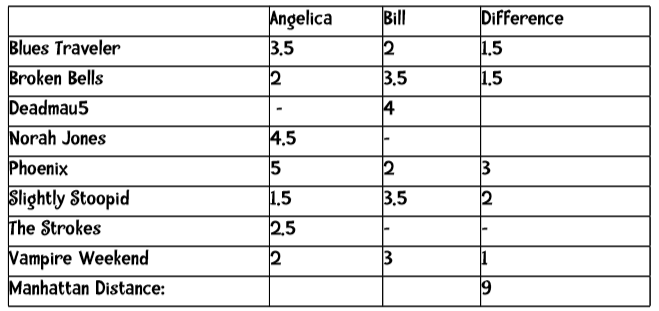 Angelica Bill Difference
Blues Traveler 3.5 2 1.5
Broken Bells 2 3.5 1.5
Deadmau5 - 4
Norah Jones 4.5 -
Phoenix 5 2 3
Slightly Stoopid 1.5 3.5 2
The Strokes 2.5 - -
Vampire Weekend 2 3 1
Manhattan Distance: 9